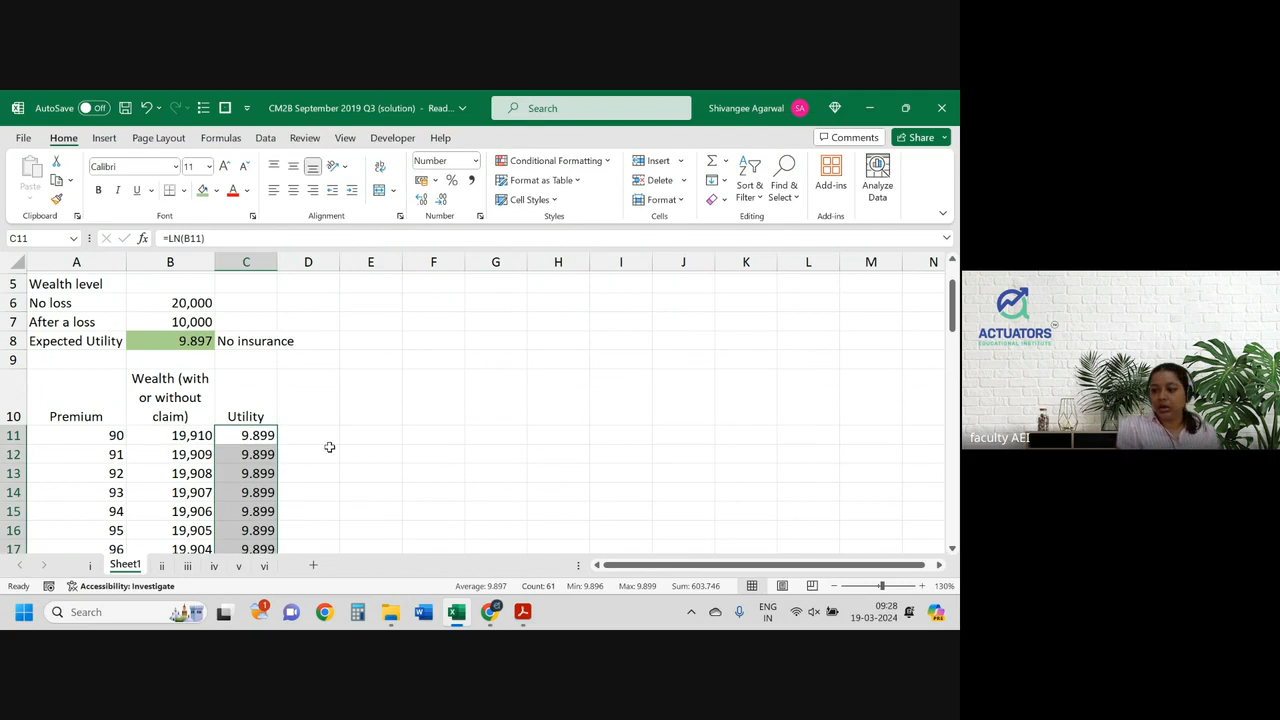 AutoSave Off CM2B September 2019 Q3 (solution) - Read... Search Shivangee Agarwal SA
File Home Insert Page Layout Formulas Data Review View Developer Help Comments Share
Paste Calibri 11 A A Number Conditional Formatting Insert
B I U A % Format as Table Delete Sort & Filter Find & Select Add-ins Analyze Data
Cell Styles Format
Clipboard Font Alignment Number Styles Cells Editing Add-ins
C11 fx =LN(B11)
A B C D E F G H I J K L M N
5 Wealth level
6 No loss 20,000
7 After a loss 10,000
8 Expected Utility 9.897 No insurance
9
Wealth (with
or without
10 Premium claim) Utility
11 90 19,910 9.899
12 91 19,909 9.899
13 92 19,908 9.899
14 93 19,907 9.899
15 94 19,906 9.899
16 95 19,905 9.899
17 96 19,904 9.899
i Sheet1 ii iii iv v vi
Ready Accessibility: Investigate Average: 9.897 Count: 61 Min: 9.896 Max: 9.899 Sum: 603.746 130%
Search 1 ENG 09:28
IN 19-03-2024
ACTUATORS
EDUCATIONAL INSTITUTE
faculty AEI